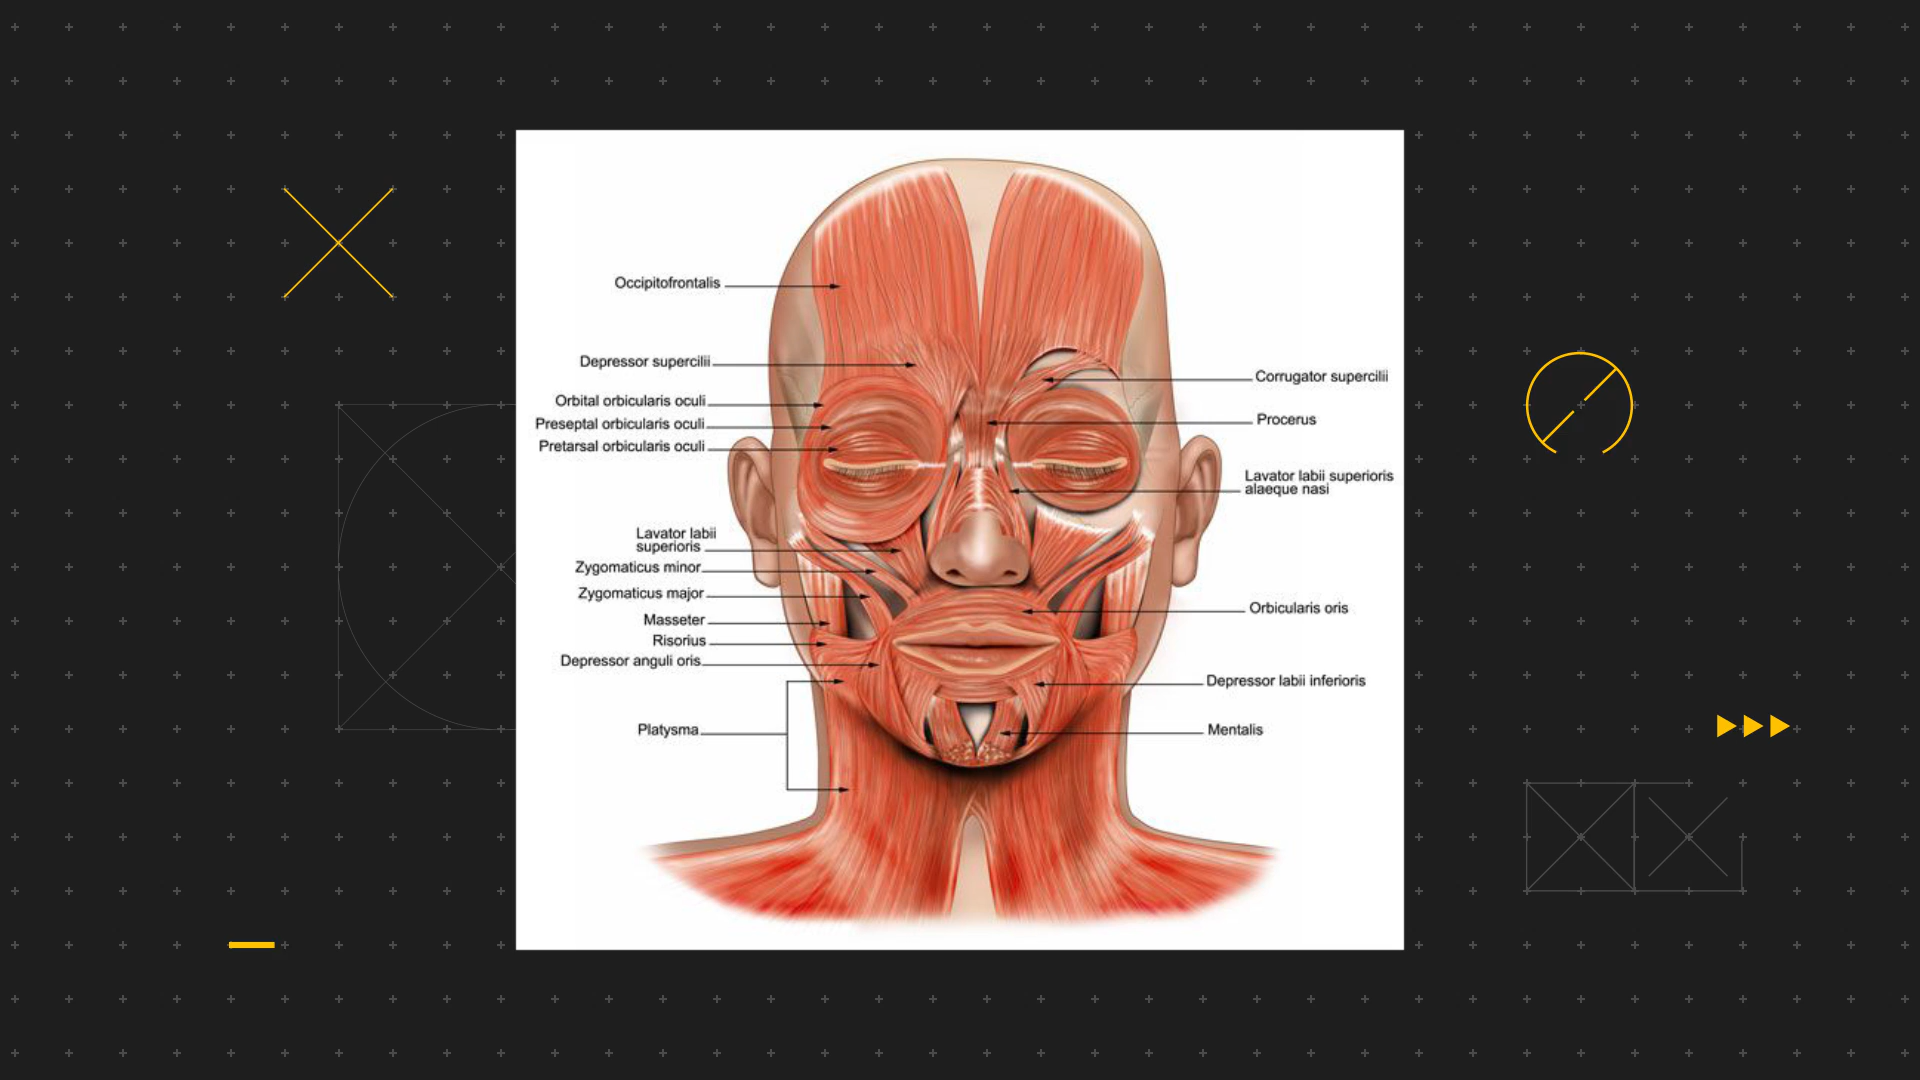 Occipitofrontalis
Depressor supercilii
Orbital orbicularis oculi
Preseptal orbicularis oculi
Pretarsal orbicularis oculi
Lavator labii
superioris
Zygomaticus minor
Zygomaticus major
Masseter
Risorius
Depressor anguli oris
Platysma
Corrugator supercilii
Procerus
Lavator labii superioris
alaeque nasi
Orbicularis oris
Depressor labii inferioris
Mentalis